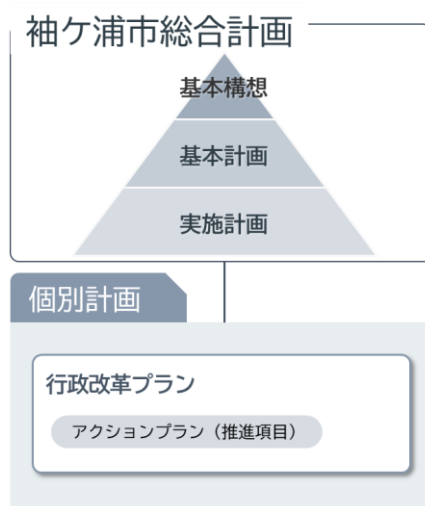 袖ケ浦市総合計画
基本構想
基本計画
実施計画
個別計画
行政改革プラン
アクションプラン（推進項目）